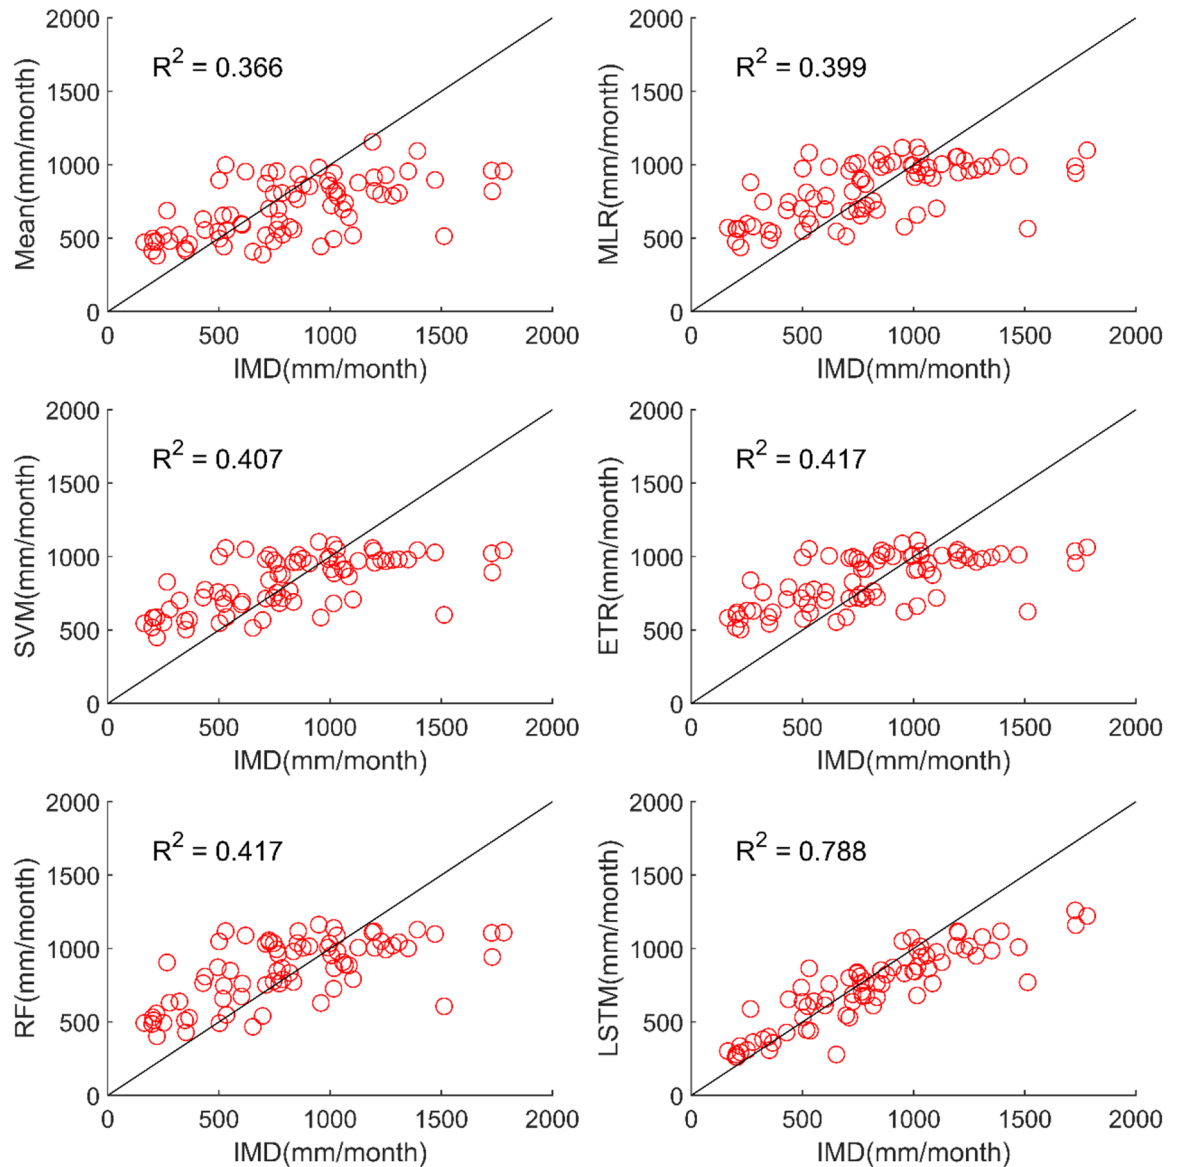 2000
1500
1000
500
0
Mean(mm/month)
R² = 0.366
0 500 1000 1500 2000
IMD(mm/month)
2000
1500
1000
500
0
MLR(mm/month)
R² = 0.399
0 500 1000 1500 2000
IMD(mm/month)
2000
1500
1000
500
0
SVM(mm/month)
R² = 0.407
0 500 1000 1500 2000
IMD(mm/month)
2000
1500
1000
500
0
ETR(mm/month)
R² = 0.417
0 500 1000 1500 2000
IMD(mm/month)
2000
1500
1000
500
0
RF(mm/month)
R² = 0.417
0 500 1000 1500 2000
IMD(mm/month)
2000
1500
1000
500
0
LSTM(mm/month)
R² = 0.788
0 500 1000 1500 2000
IMD(mm/month)